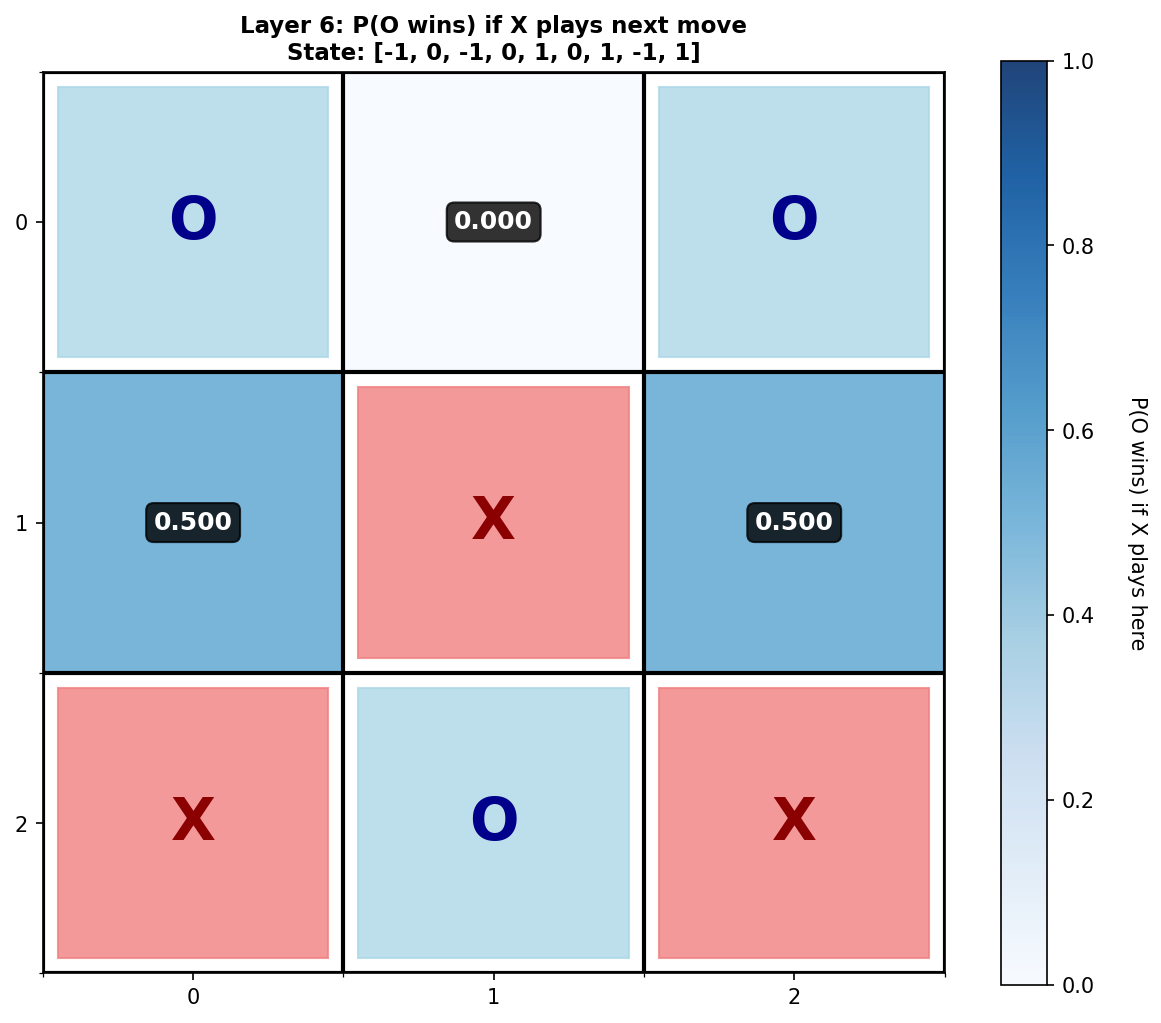 Layer 6: P(O wins) if X plays next move
State: [-1, 0, -1, 0, 1, 0, 1, -1, 1]
O
0.000
O
0.500
X
0.500
X
O
X
0
1
2
0
1
2
1.0
0.8
0.6
0.4
0.2
0.0
P(O wins) if X plays here